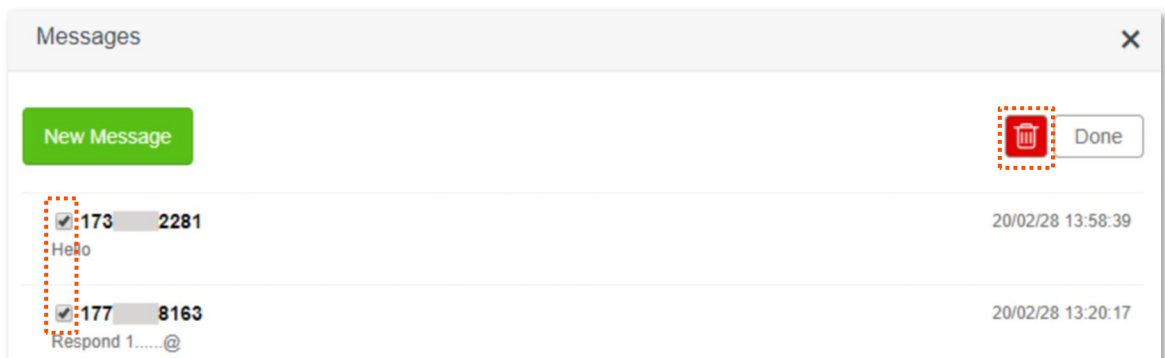 Messages
New Message
Done
173 2281
20/02/28 13:58:39
Hello
177 8163
20/02/28 13:20:17
Respond 1......@